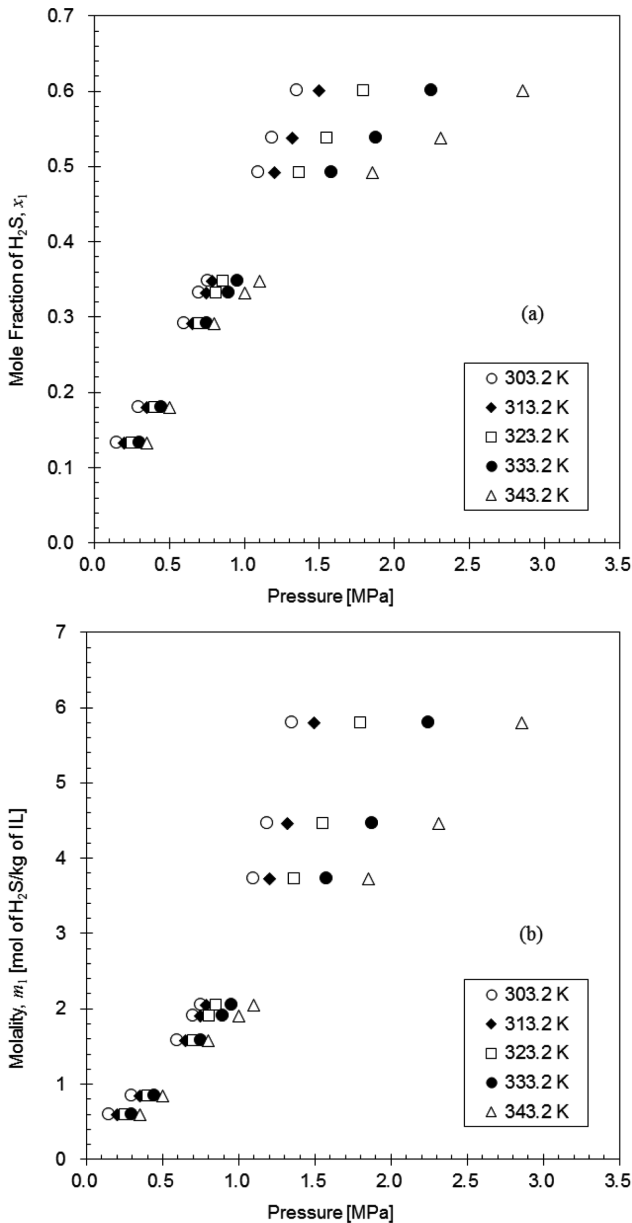 0.7
0.6
0.5
0.4
0.3
0.2
0.1
0.0
Mole Fraction of H₂S, x₁
(a)
303.2 K
313.2 K
323.2 K
333.2 K
343.2 K
0.0 0.5 1.0 1.5 2.0 2.5 3.0 3.5
Pressure [MPa]
7
6
5
4
3
2
1
0
Molality, m₁ [mol of H₂S/kg of IL]
(b)
303.2 K
313.2 K
323.2 K
333.2 K
343.2 K
0.0 0.5 1.0 1.5 2.0 2.5 3.0 3.5
Pressure [MPa]